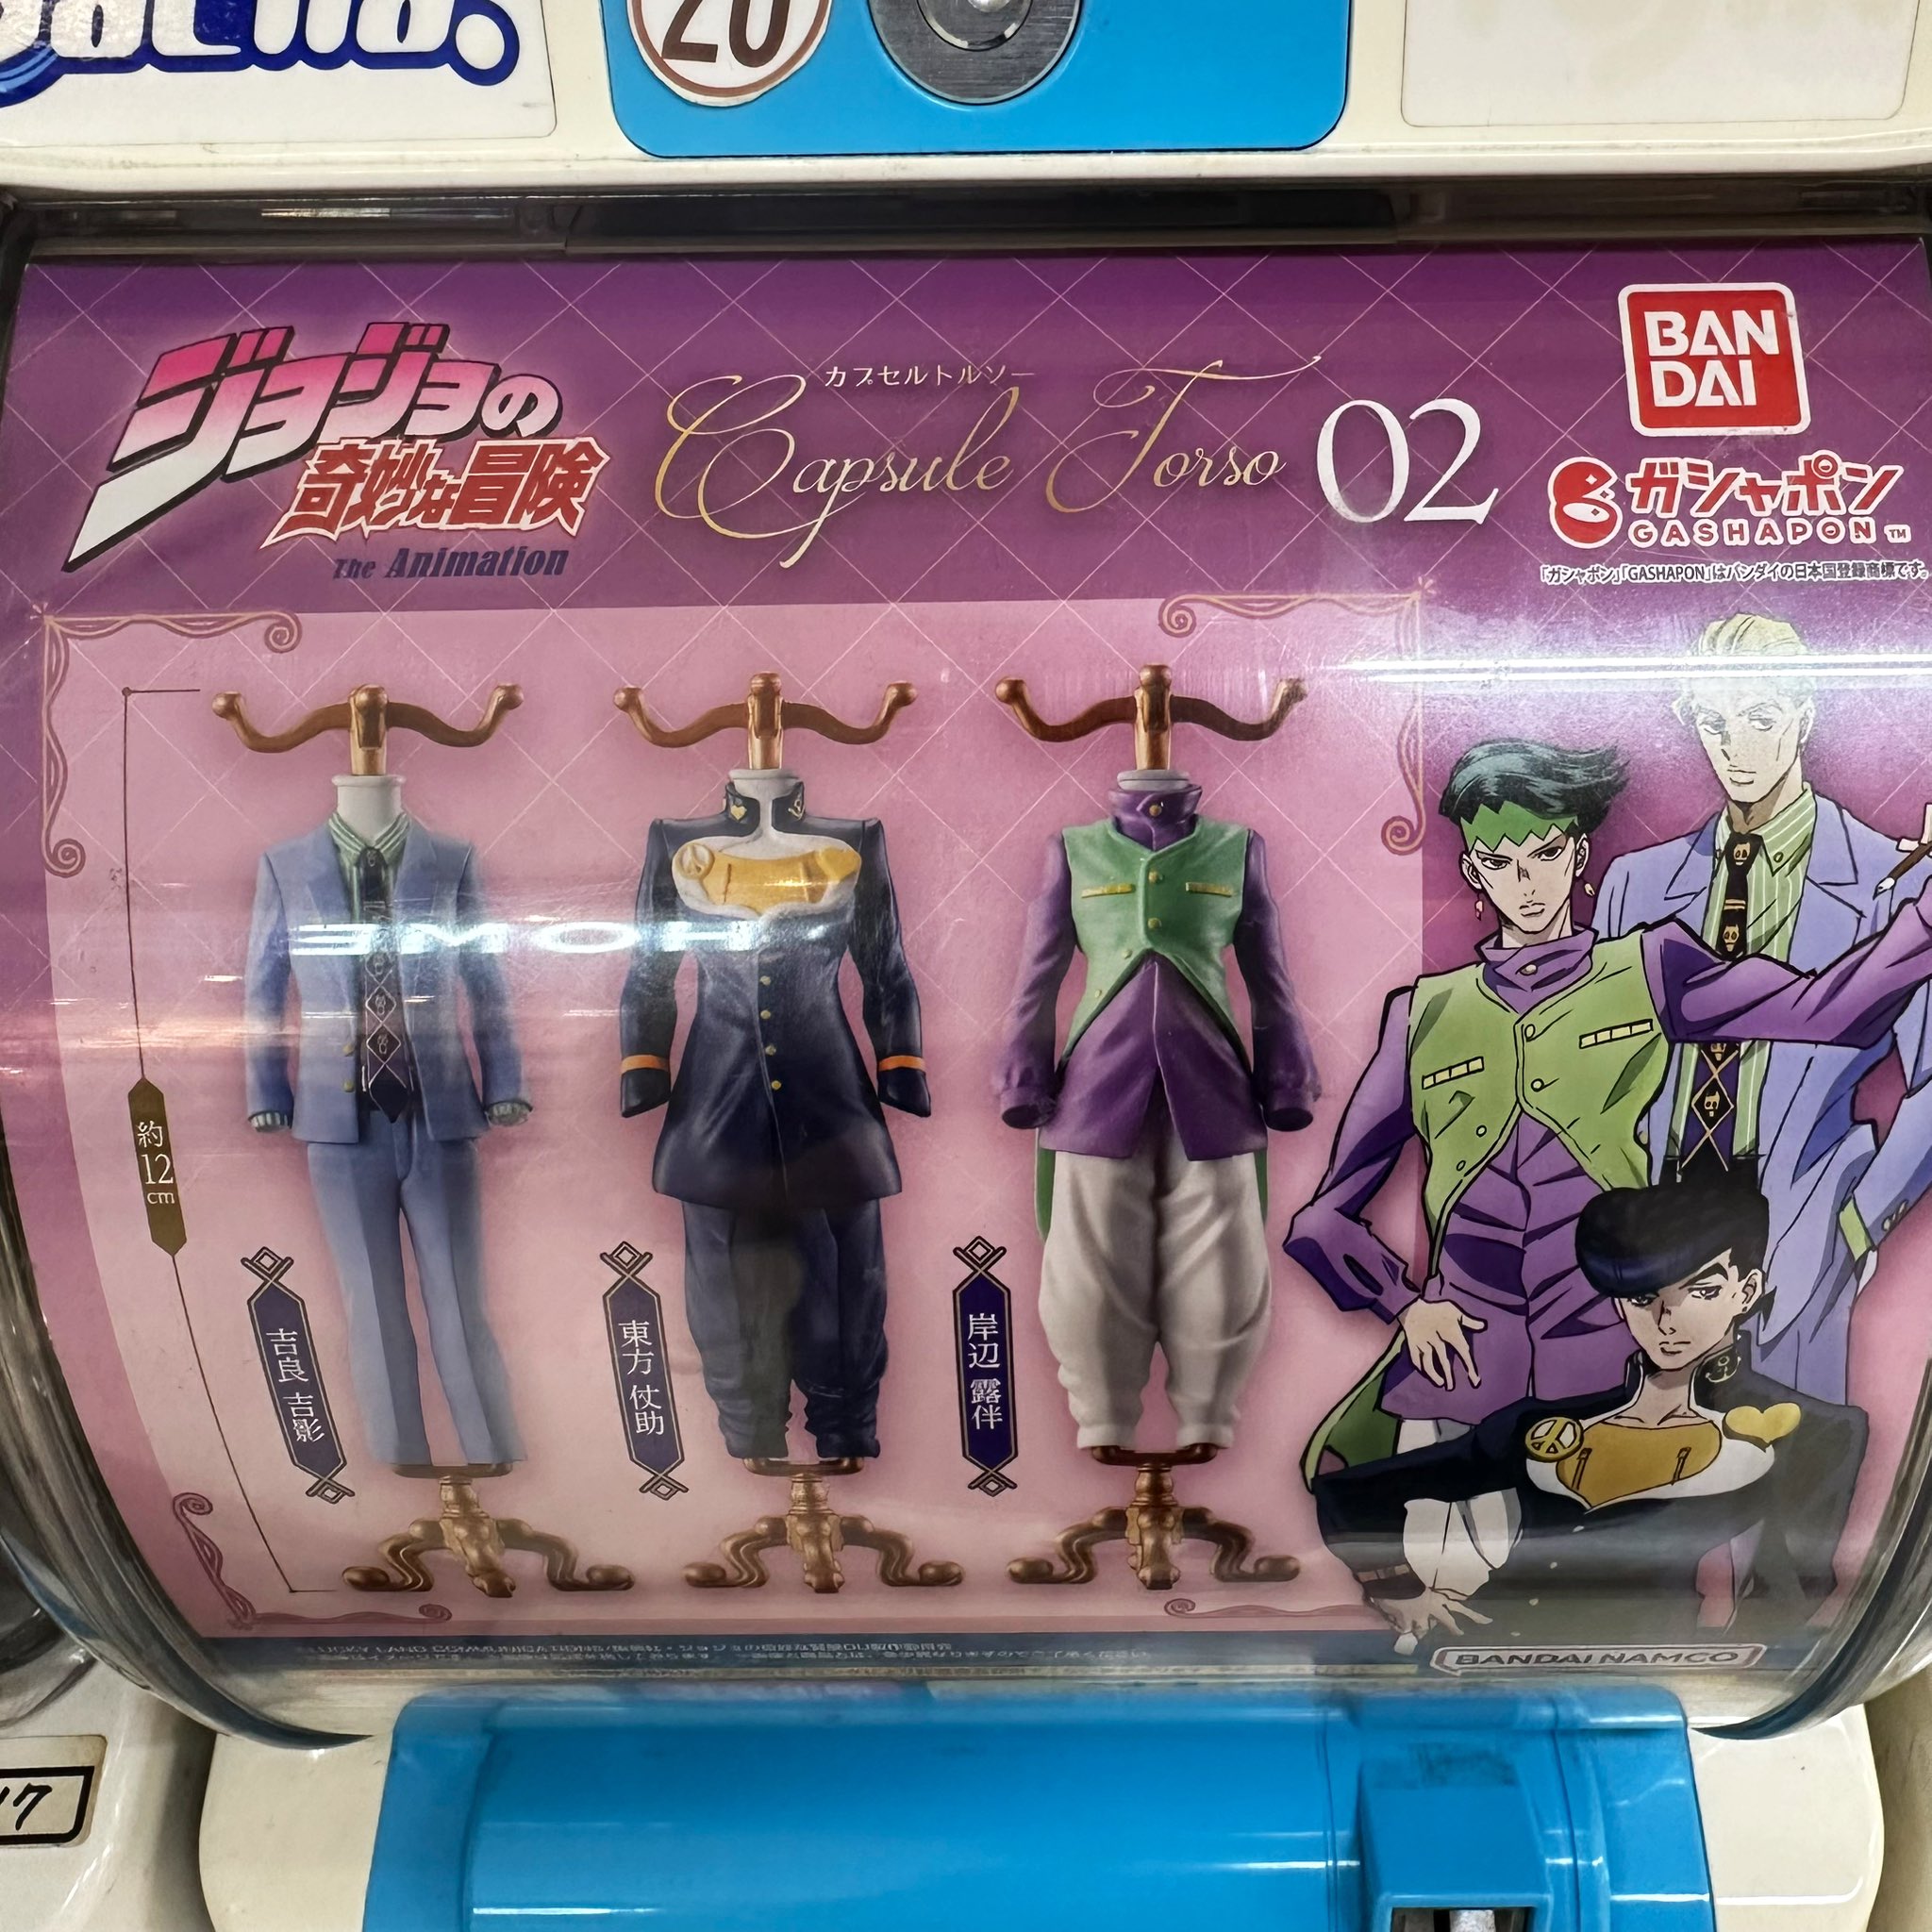 20
ジョジョの
奇妙な冒険
The Animation
カプセルトルソー
Capsule Torso 02
BAN
DAI
ガシャポン
GASHAPON™
「ガシャポン」「GASHAPON」はバンダイの日本国登録商標です。
約
12
cm
吉良 吉影
東方 仗助
岸辺 露伴
BANDAI NAMCO
17